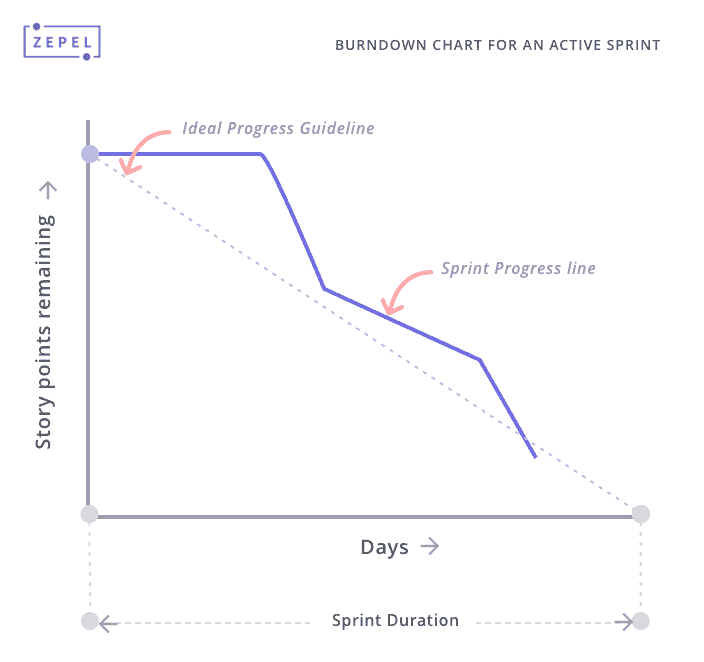 ZEPEL
BURNDOWN CHART FOR AN ACTIVE SPRINT
Ideal Progress Guideline
Story points remaining
Sprint Progress line
Days
Sprint Duration